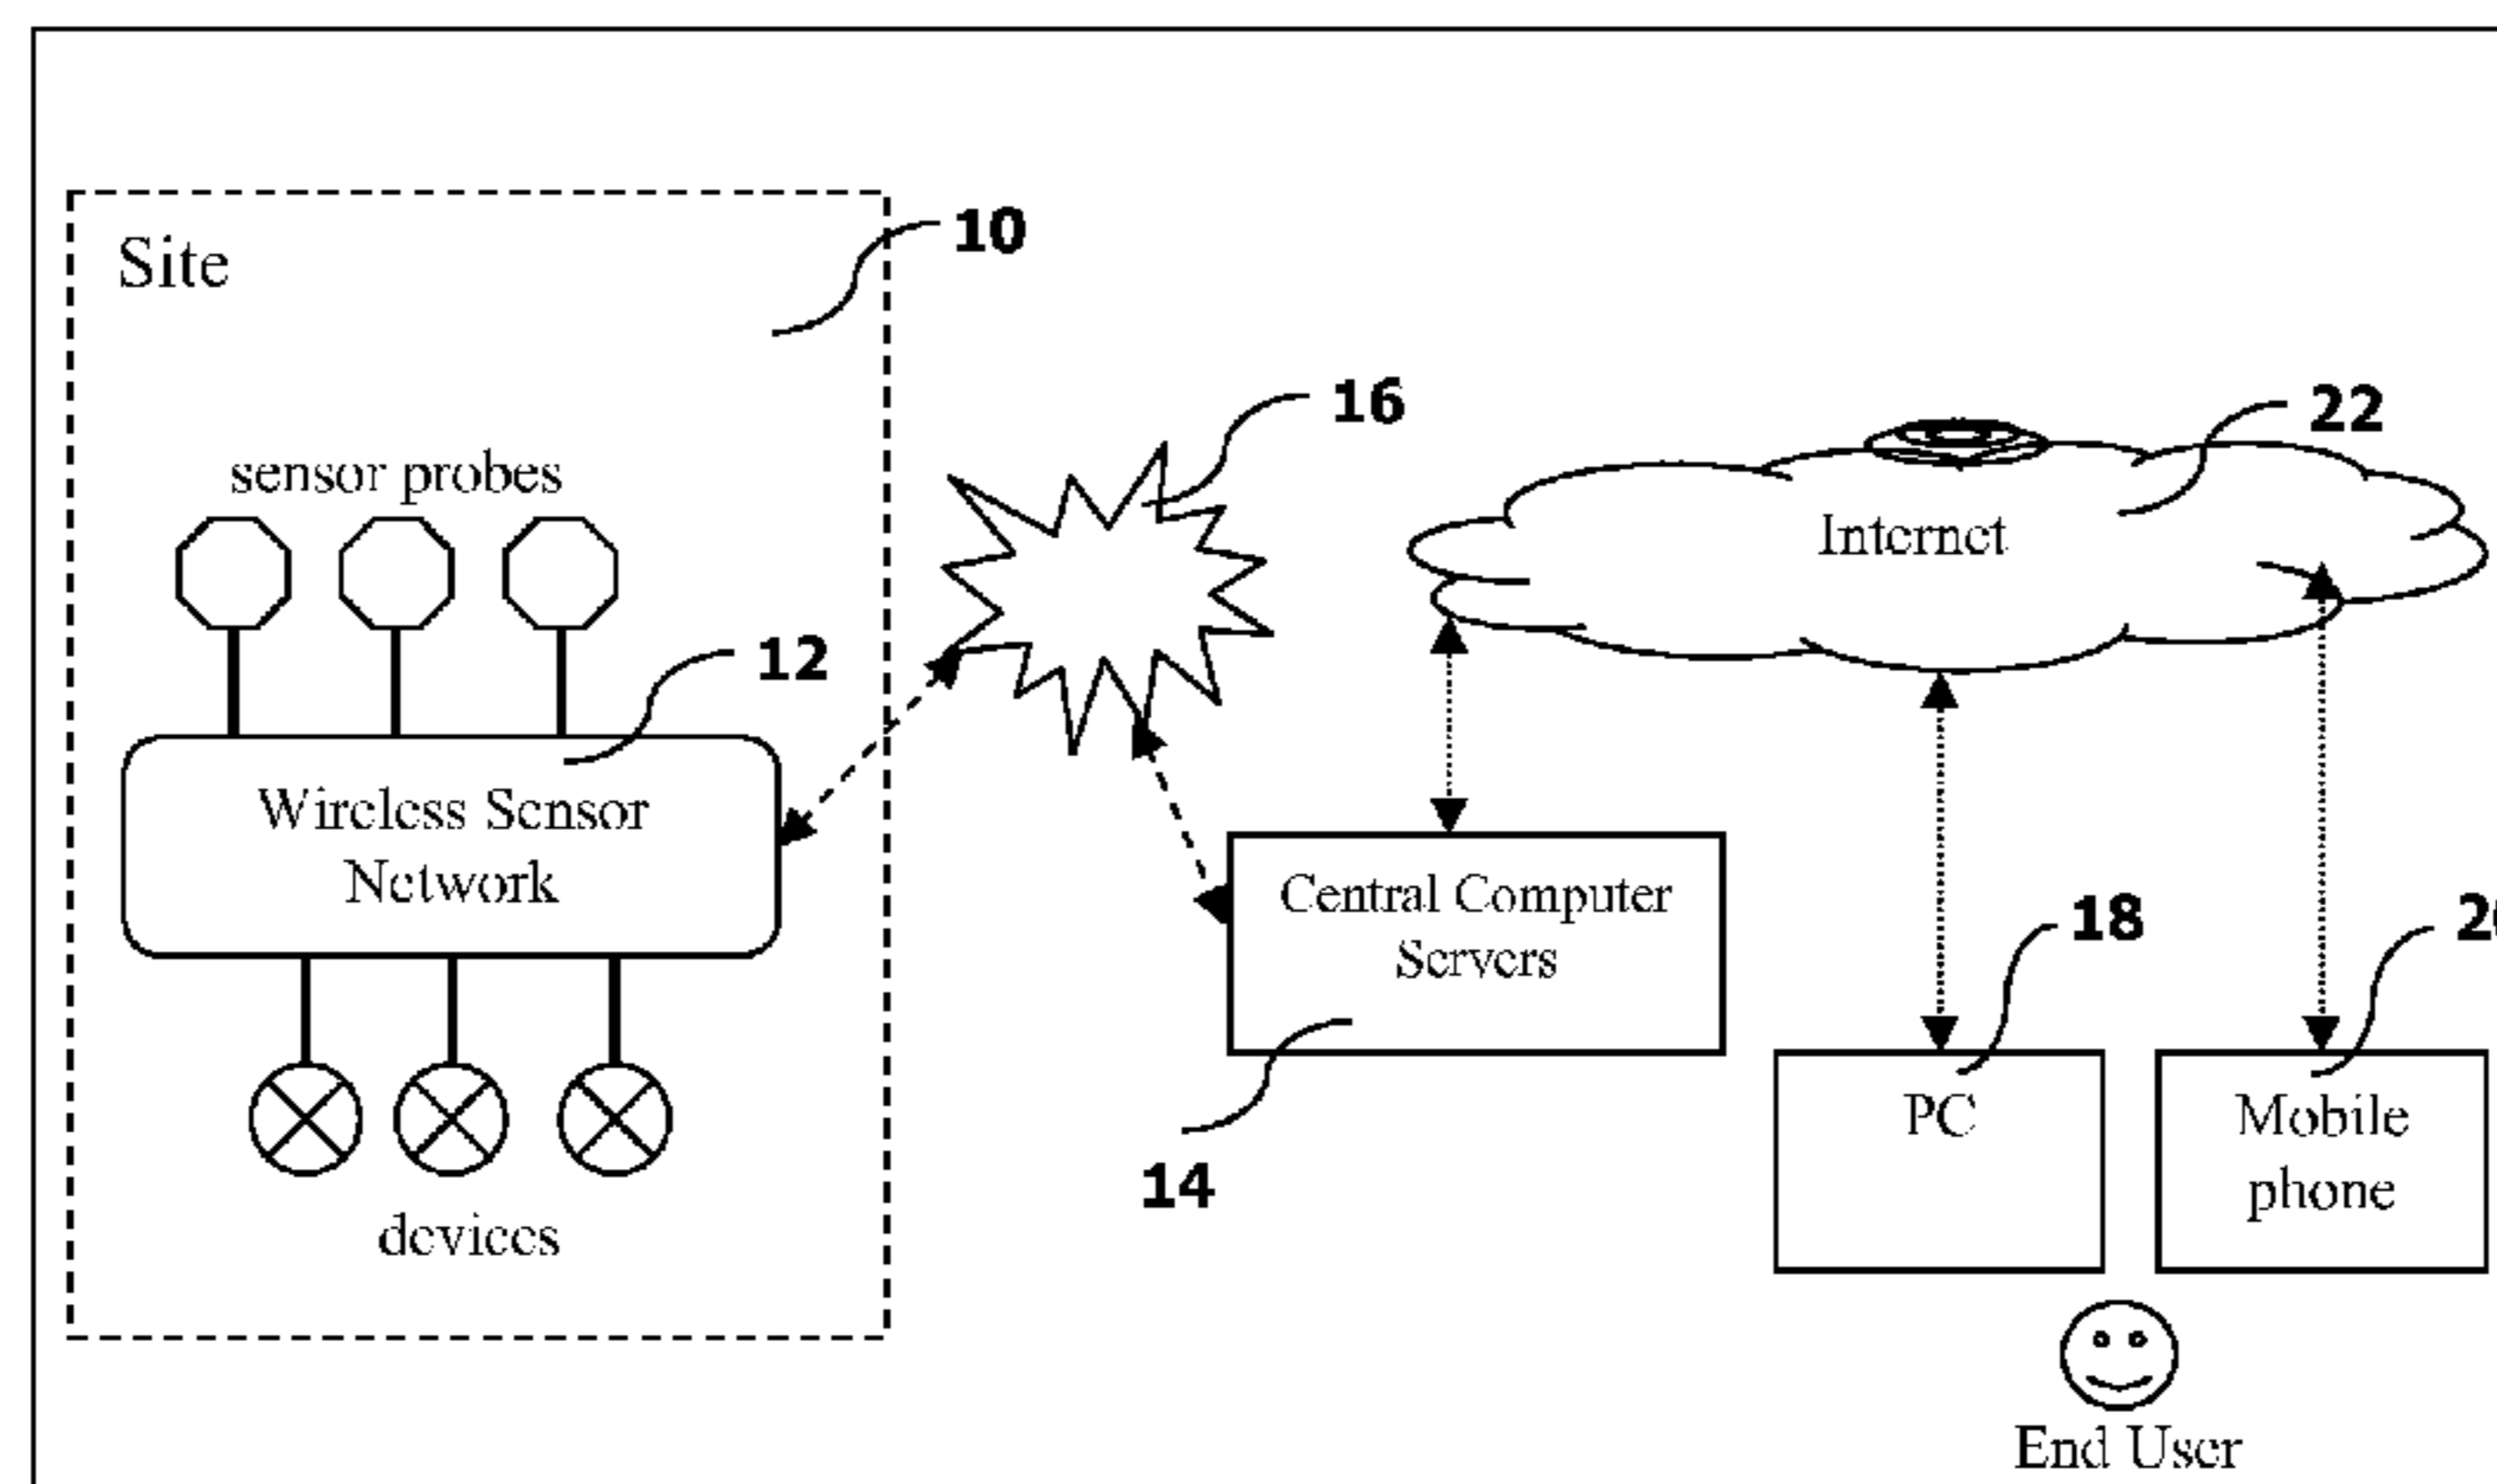 Site
10
16
22
sensor probes
Internet
12
Wireless Sensor
Network
Central Computer
Servers
18
PC
Mobile
phone
14
devices
End User